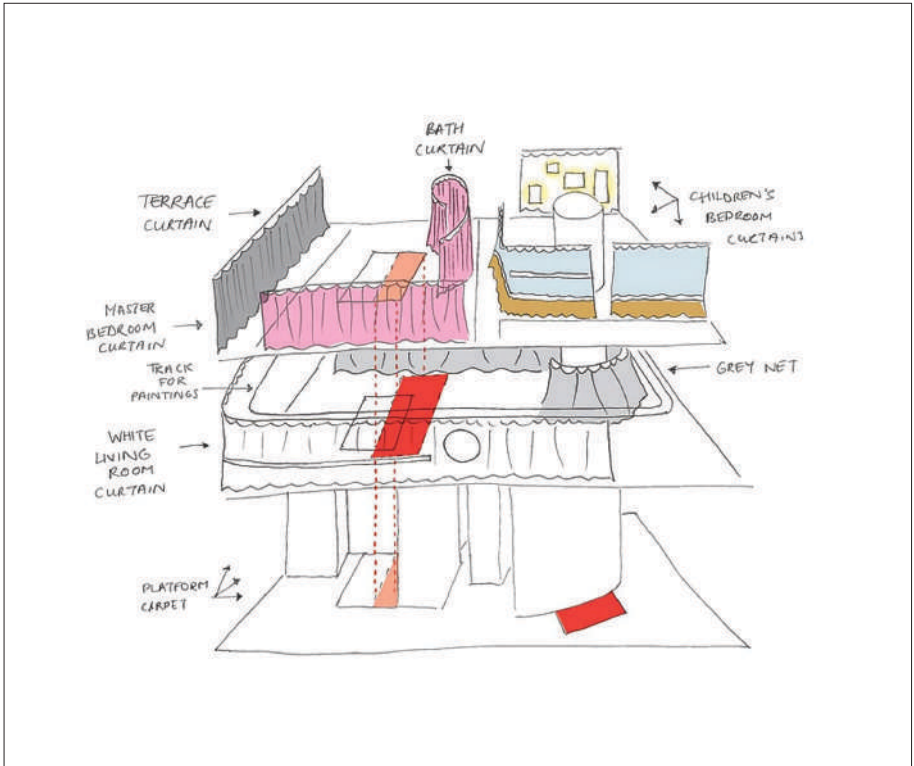 BATH
CURTAIN
TERRACE
CURTAIN
CHILDREN'S
BEDROOM
CURTAINS
MASTER
BEDROOM
CURTAIN
TRACK
FOR
PAINTINGS
GREY NET
WHITE
LIVING
ROOM
CURTAIN
PLATFORM
CARPET